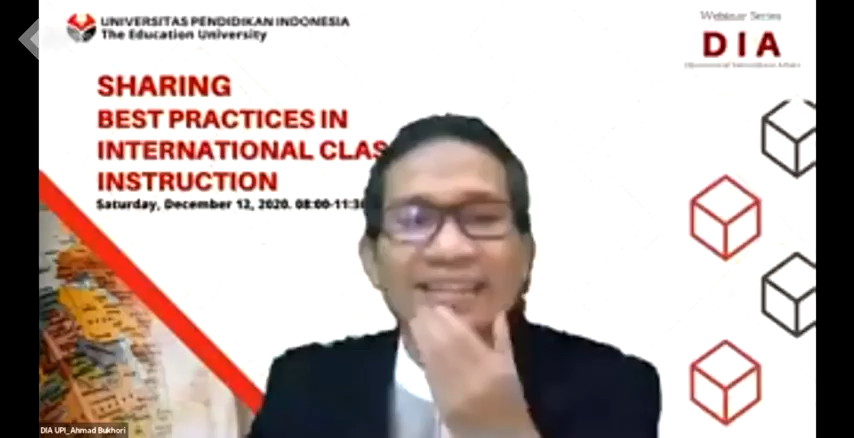 UNIVERSITAS PENDIDIKAN INDONESIA
The Education University
Webinar Series
DIA
SHARING
BEST PRACTICES IN
INTERNATIONAL CLAS
INSTRUCTION
Saturday, December 12, 2020. 08:00-11:30
DIA UPI_Ahmad Bukhori